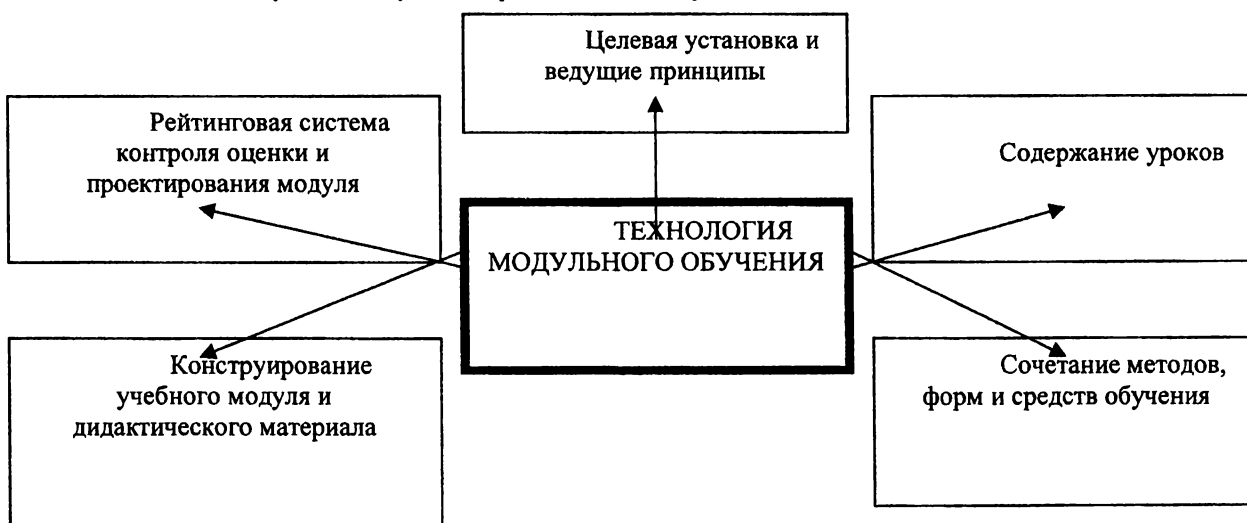 Целевая установка и
ведущие принципы
Рейтинговая система
контроля оценки и
проектирования модуля
Содержание уроков
ТЕХНОЛОГИЯ
МОДУЛЬНОГО ОБУЧЕНИЯ
Конструирование
учебного модуля и
дидактического материала
Сочетание методов,
форм и средств обучения